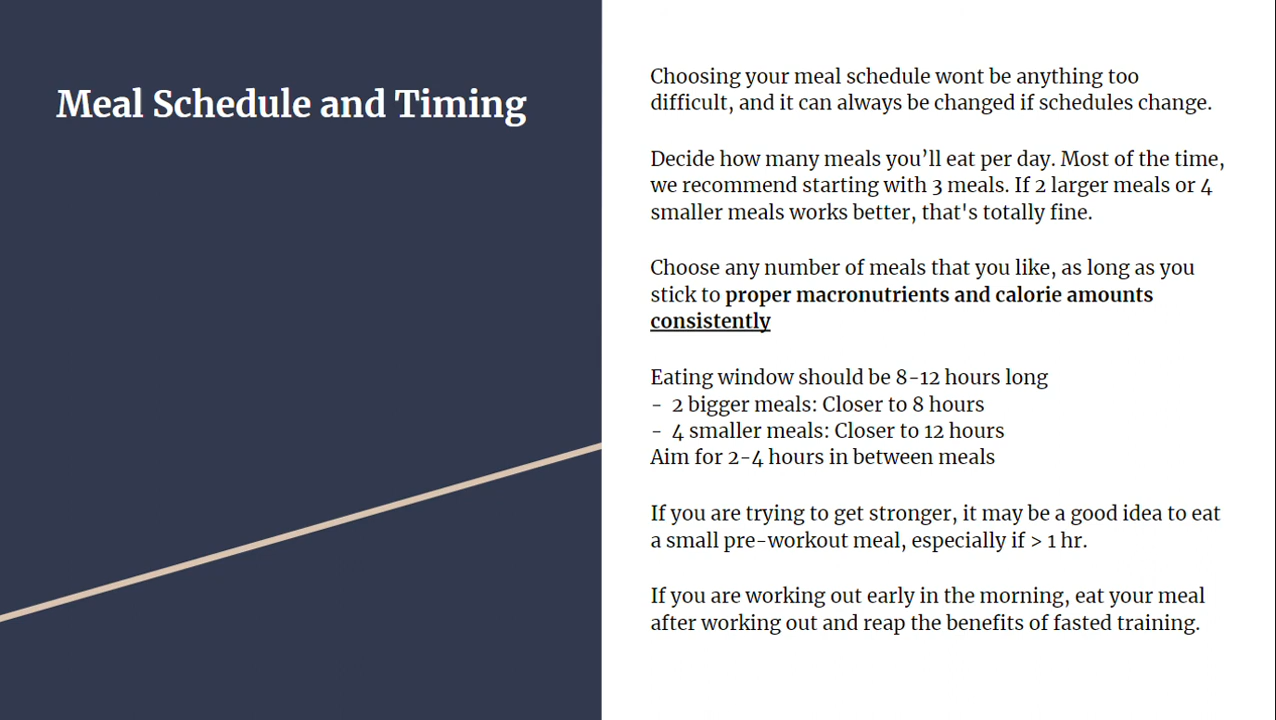 Meal Schedule and Timing
Choosing your meal schedule wont be anything too
difficult, and it can always be changed if schedules change.
Decide how many meals you’ll eat per day. Most of the time,
we recommend starting with 3 meals. If 2 larger meals or 4
smaller meals works better, that's totally fine.
Choose any number of meals that you like, as long as you
stick to proper macronutrients and calorie amounts
consistently
Eating window should be 8-12 hours long
- 2 bigger meals: Closer to 8 hours
- 4 smaller meals: Closer to 12 hours
Aim for 2-4 hours in between meals
If you are trying to get stronger, it may be a good idea to eat
a small pre-workout meal, especially if > 1 hr.
If you are working out early in the morning, eat your meal
after working out and reap the benefits of fasted training.